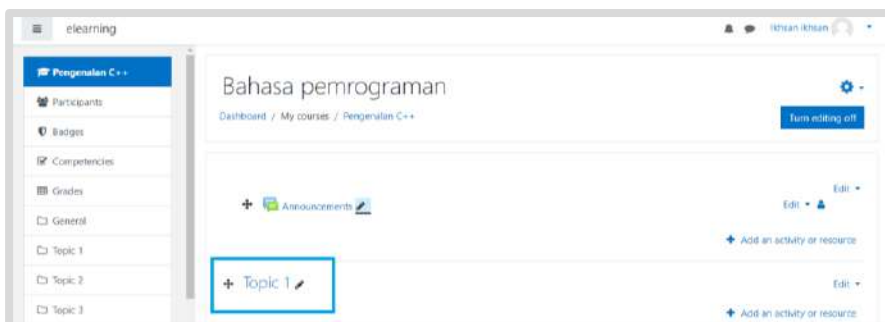 elearning
Ikhsan ikhsan
Pengenalan C++
Participants
Badges
Competencies
Grades
General
Topic 1
Topic 2
Topic 3
Bahasa pemrograman
Dashboard / My courses / Pengenalan C++
Turn editing off
Edit
Announcements
Edit
Add an activity or resource
Topic 1
Edit
Add an activity or resource